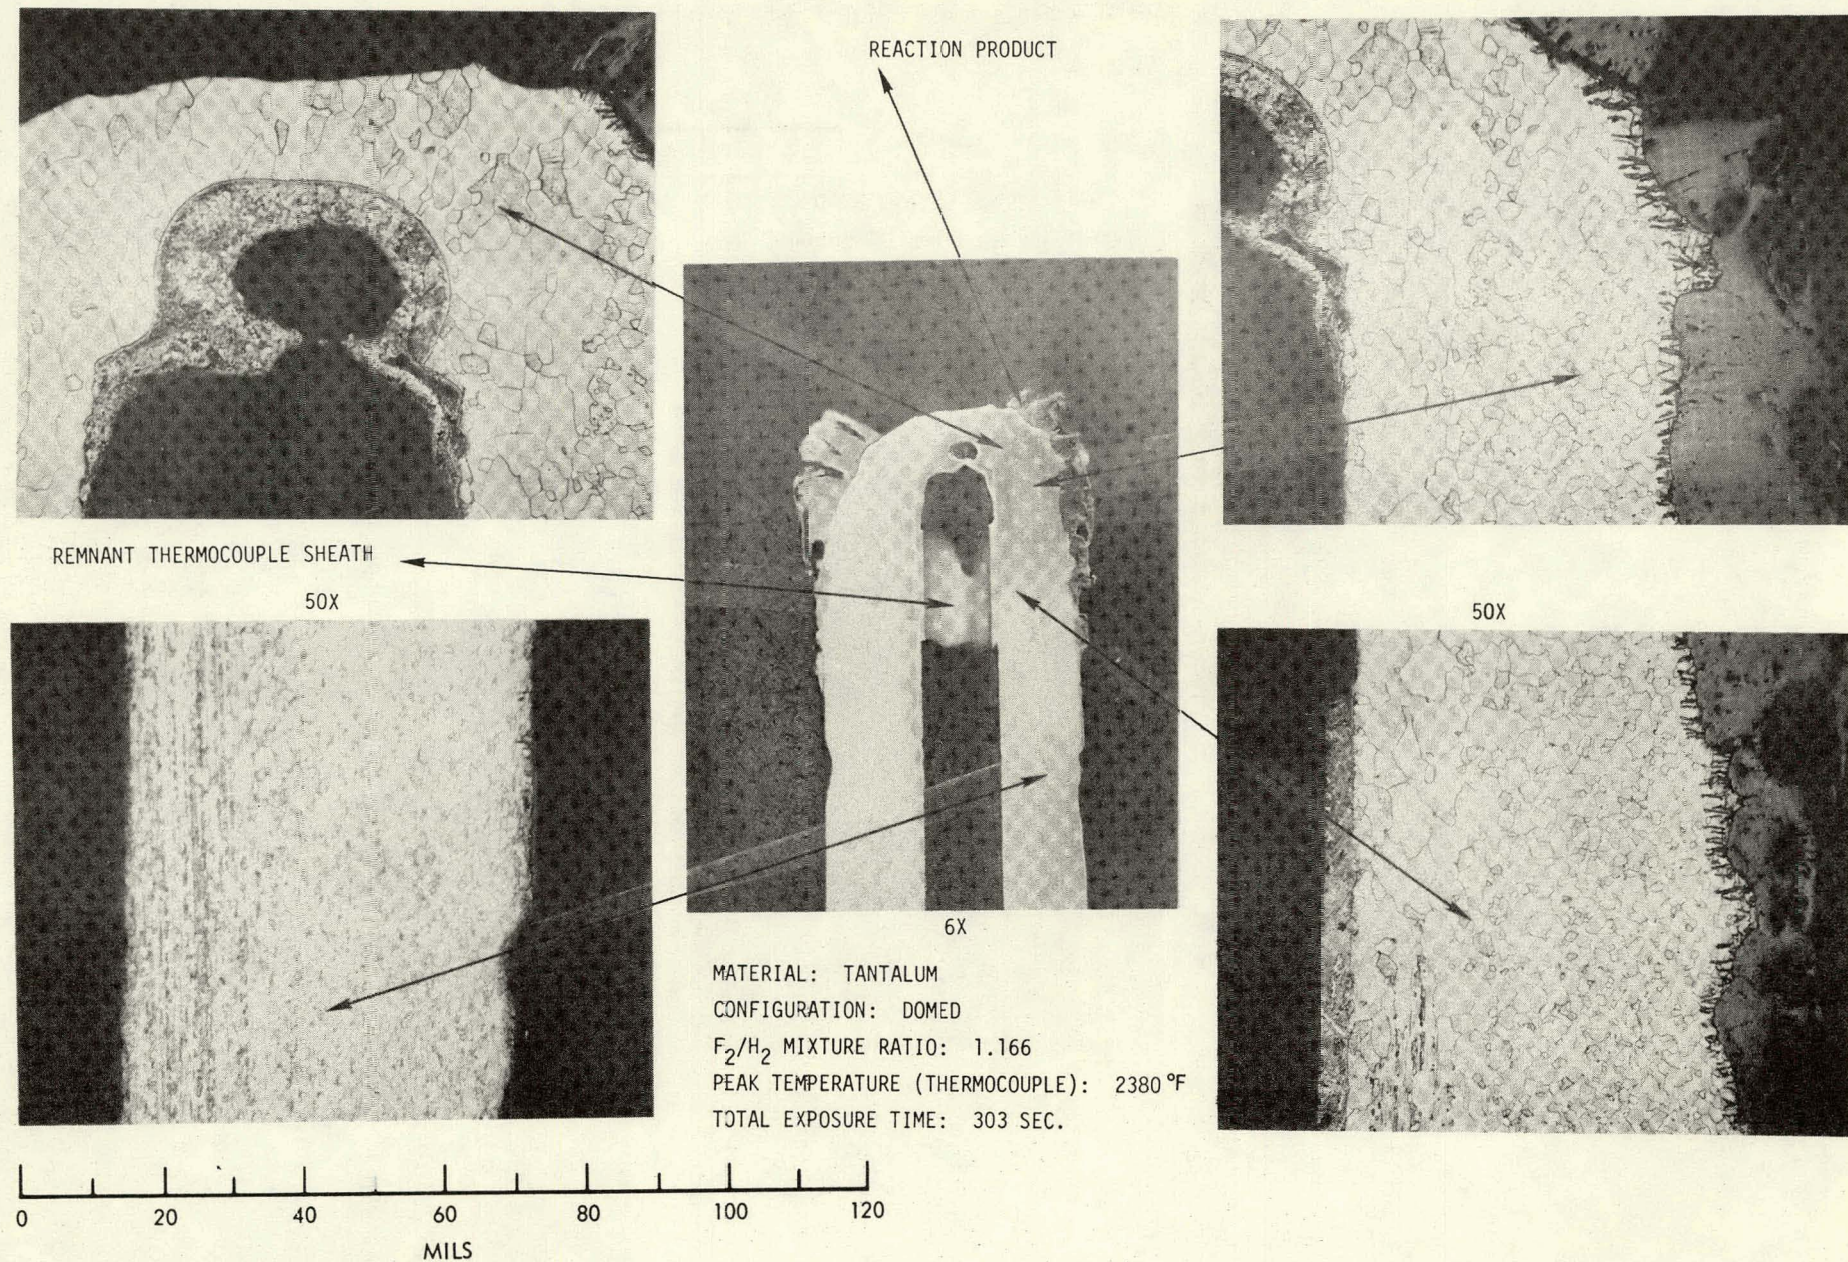 REACTION PRODUCT
REMNANT THERMOCOUPLE SHEATH
50X
50X
6X
MATERIAL: TANTALUM
CONFIGURATION: DOMED
F2/H2 MIXTURE RATIO: 1.166
PEAK TEMPERATURE (THERMOCOUPLE): 2380 °F
TOTAL EXPOSURE TIME: 303 SEC.
0 20 40 60 80 100 120
MILS